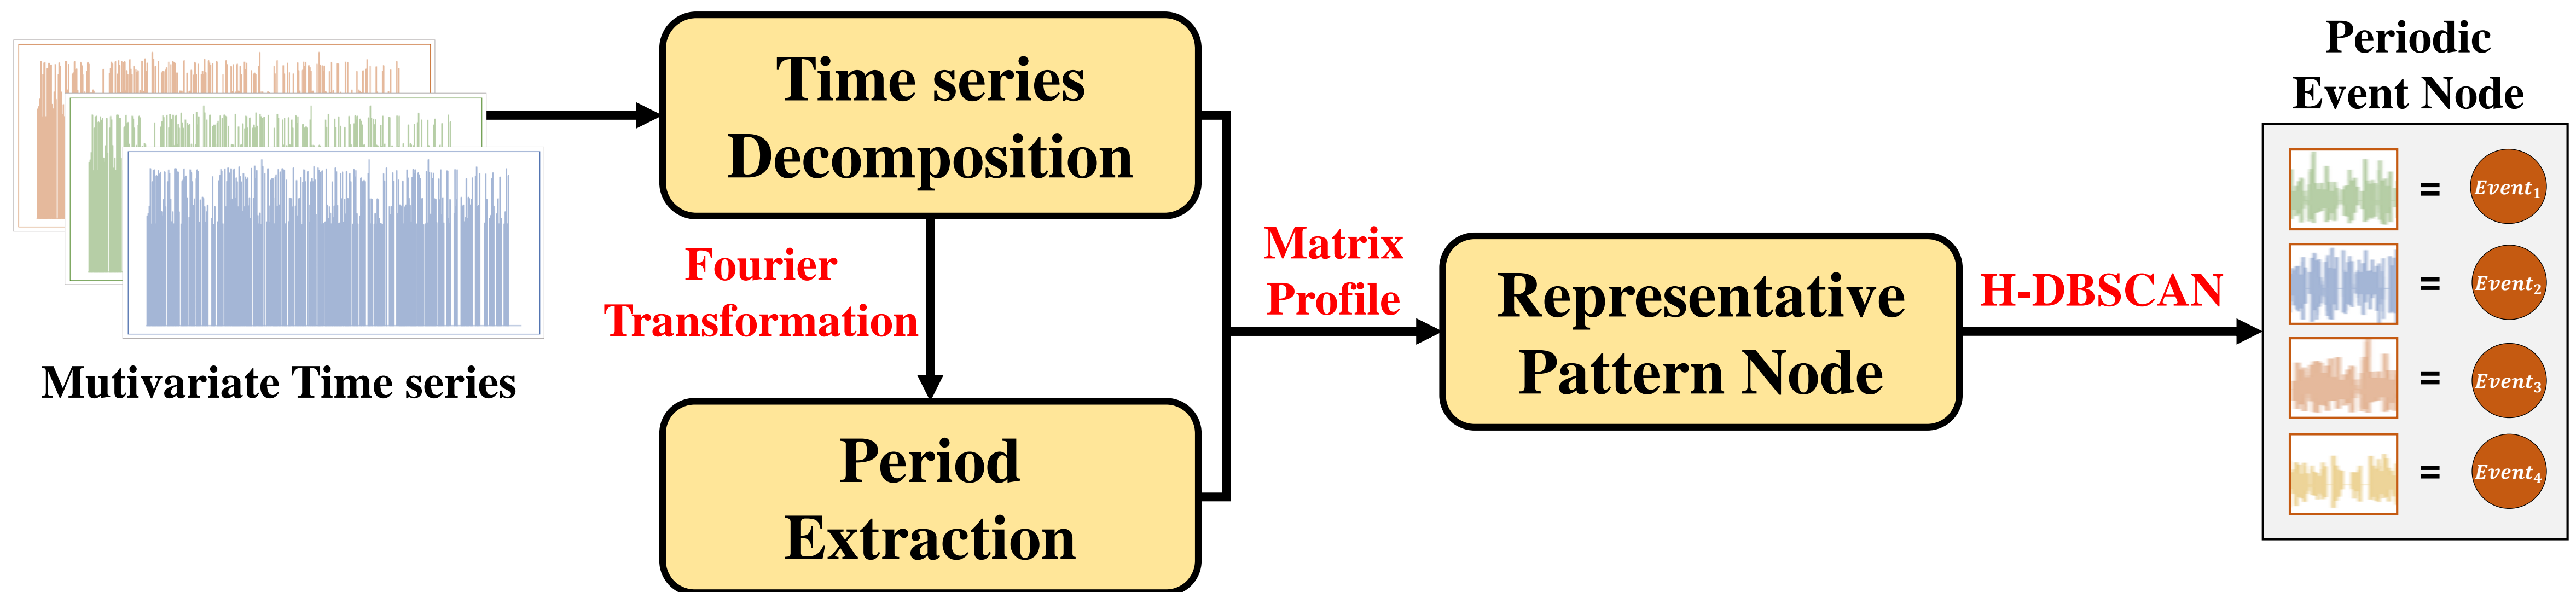 Mutivariate Time series
Time series
Decomposition
Fourier
Transformation
Period
Extraction
Matrix
Profile
Representative
Pattern Node
H-DBSCAN
Periodic
Event Node
= Event₁
= Event₂
= Event₃
= Event₄